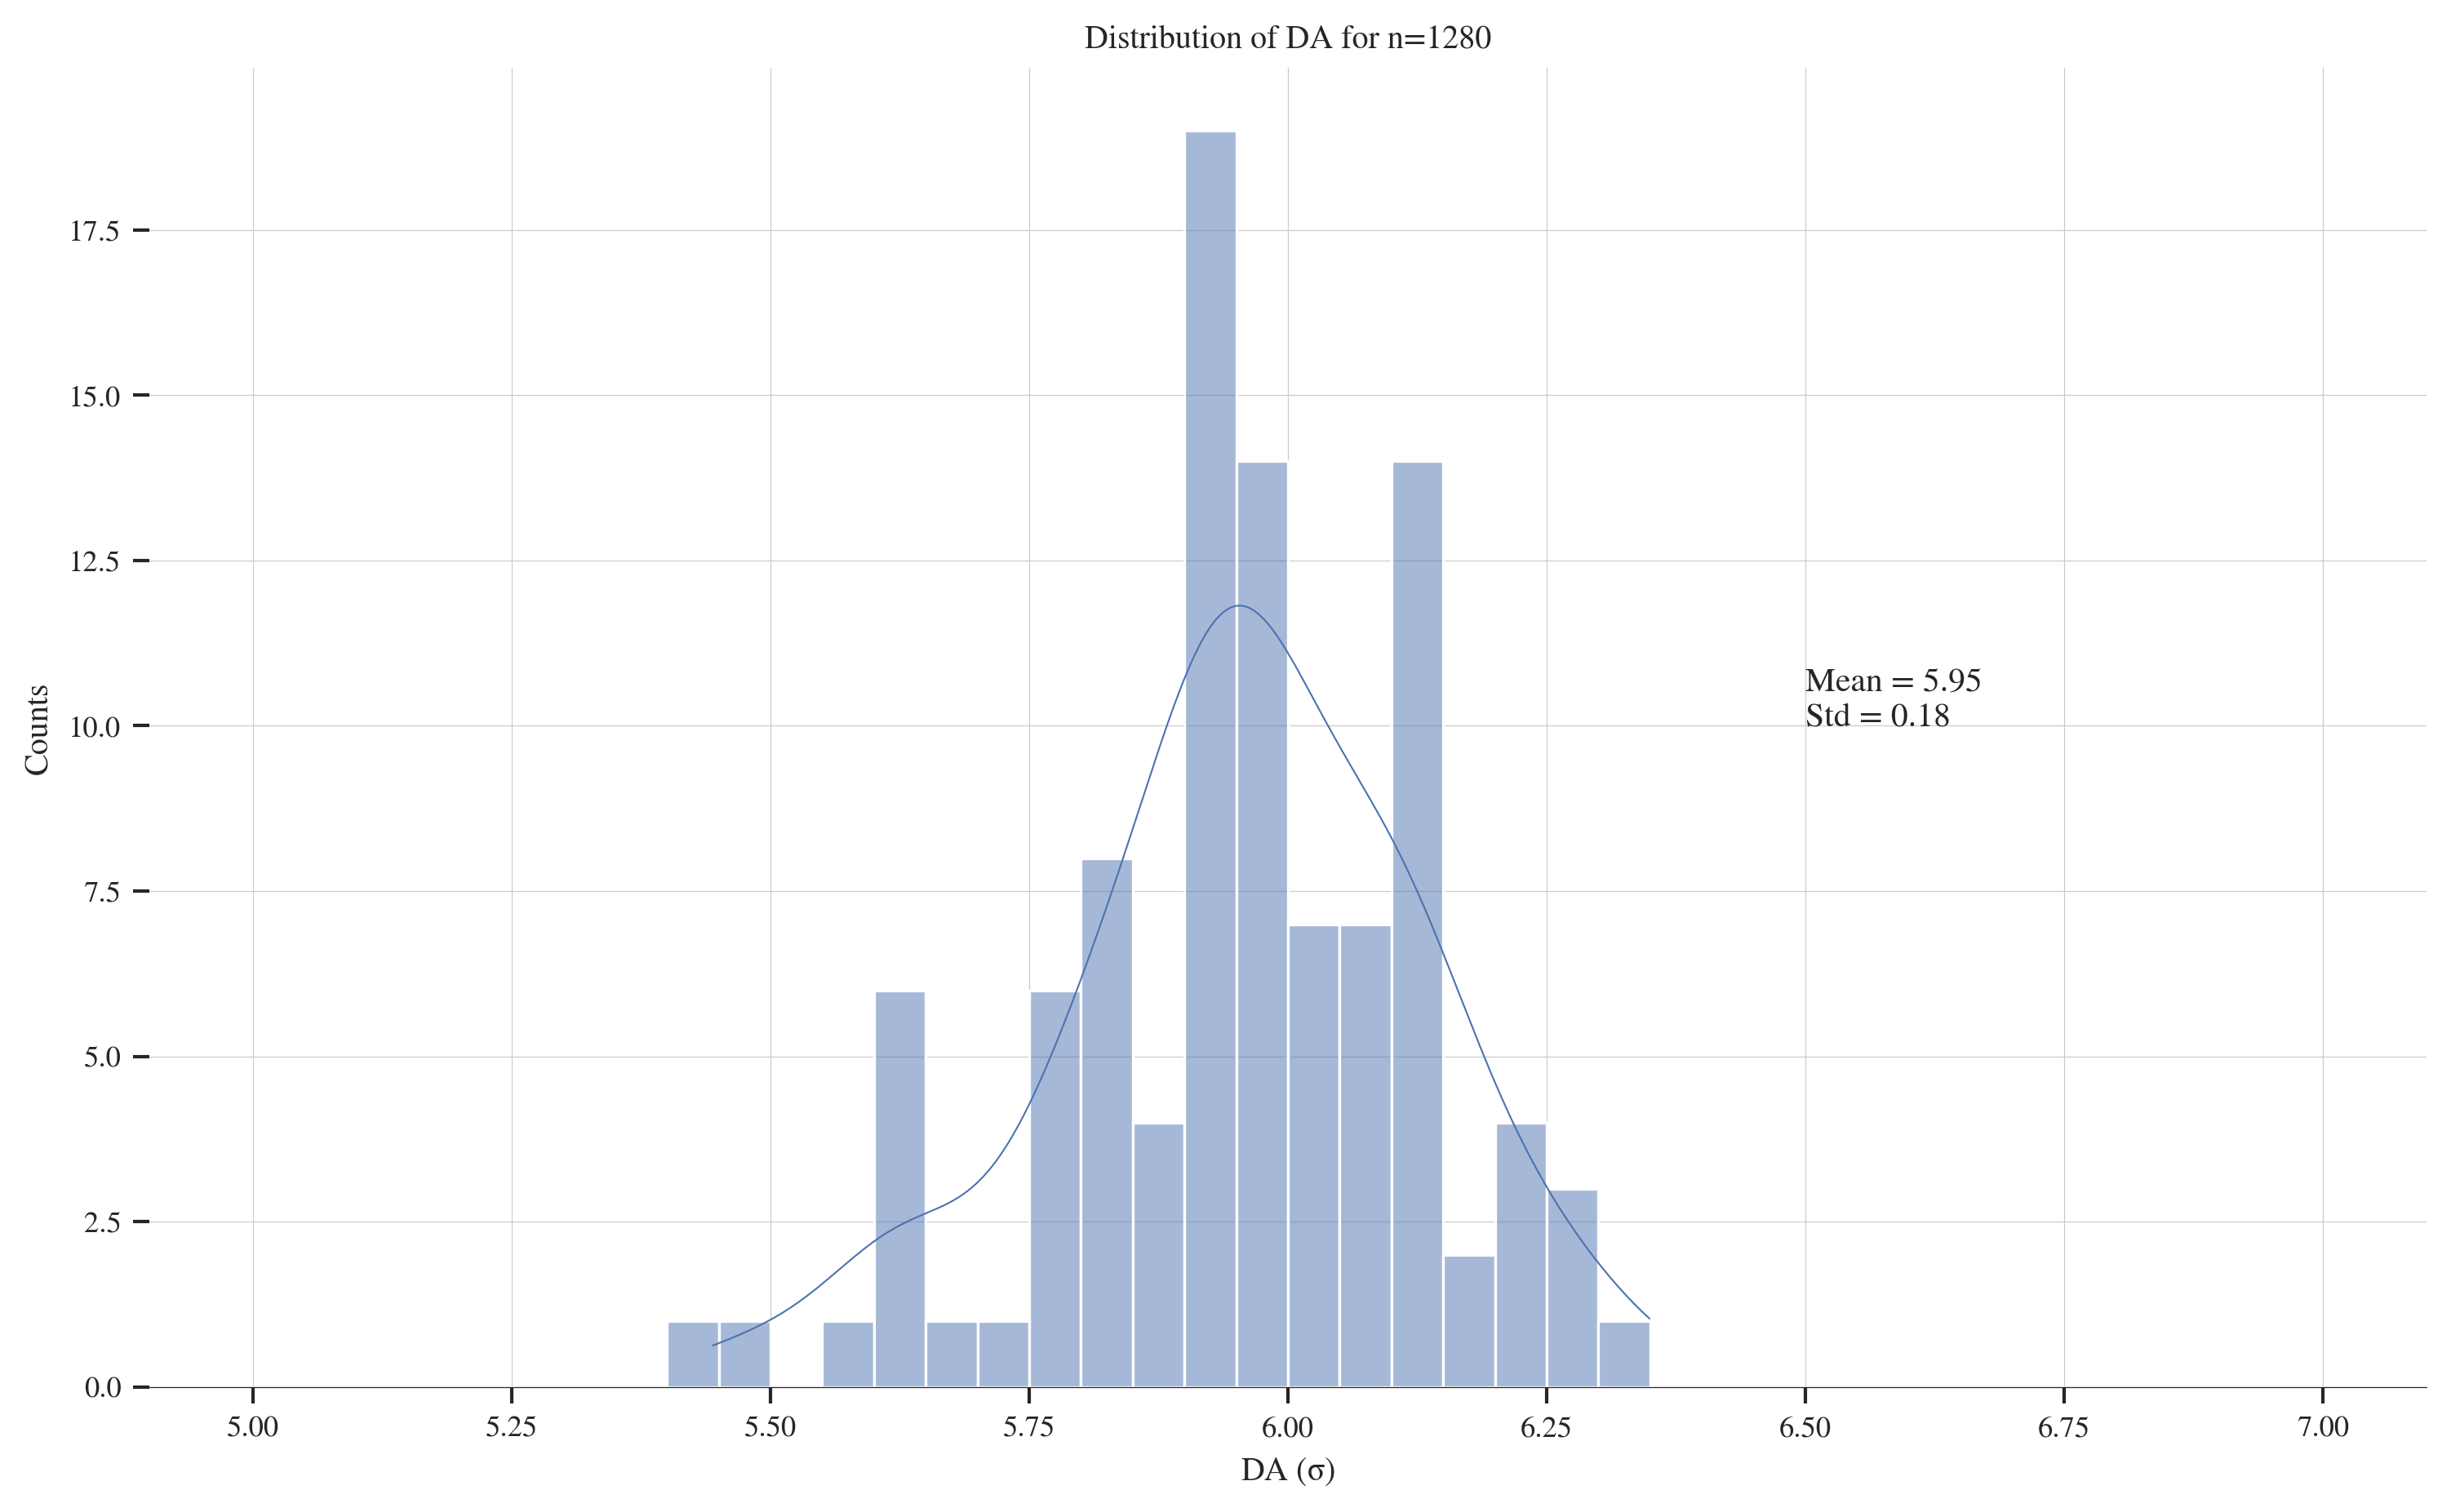 Distribution of DA for n=1280
17.5
15.0
12.5
10.0
7.5
5.0
2.5
0.0
Counts
Mean = 5.95
Std = 0.18
5.00 5.25 5.50 5.75 6.00 6.25 6.50 6.75 7.00
DA (σ)